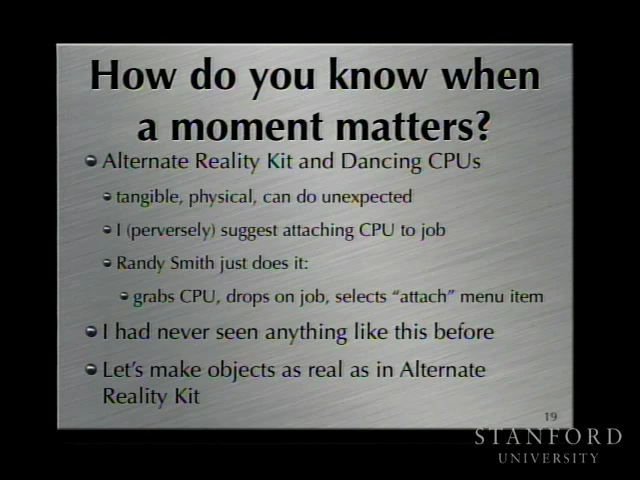 How do you know when
a moment matters?
Alternate Reality Kit and Dancing CPUs
tangible, physical, can do unexpected
I (perversely) suggest attaching CPU to job
Randy Smith just does it:
grabs CPU, drops on job, selects “attach” menu item
I had never seen anything like this before
Let’s make objects as real as in Alternate
Reality Kit
19
STANFORD
UNIVERSITY